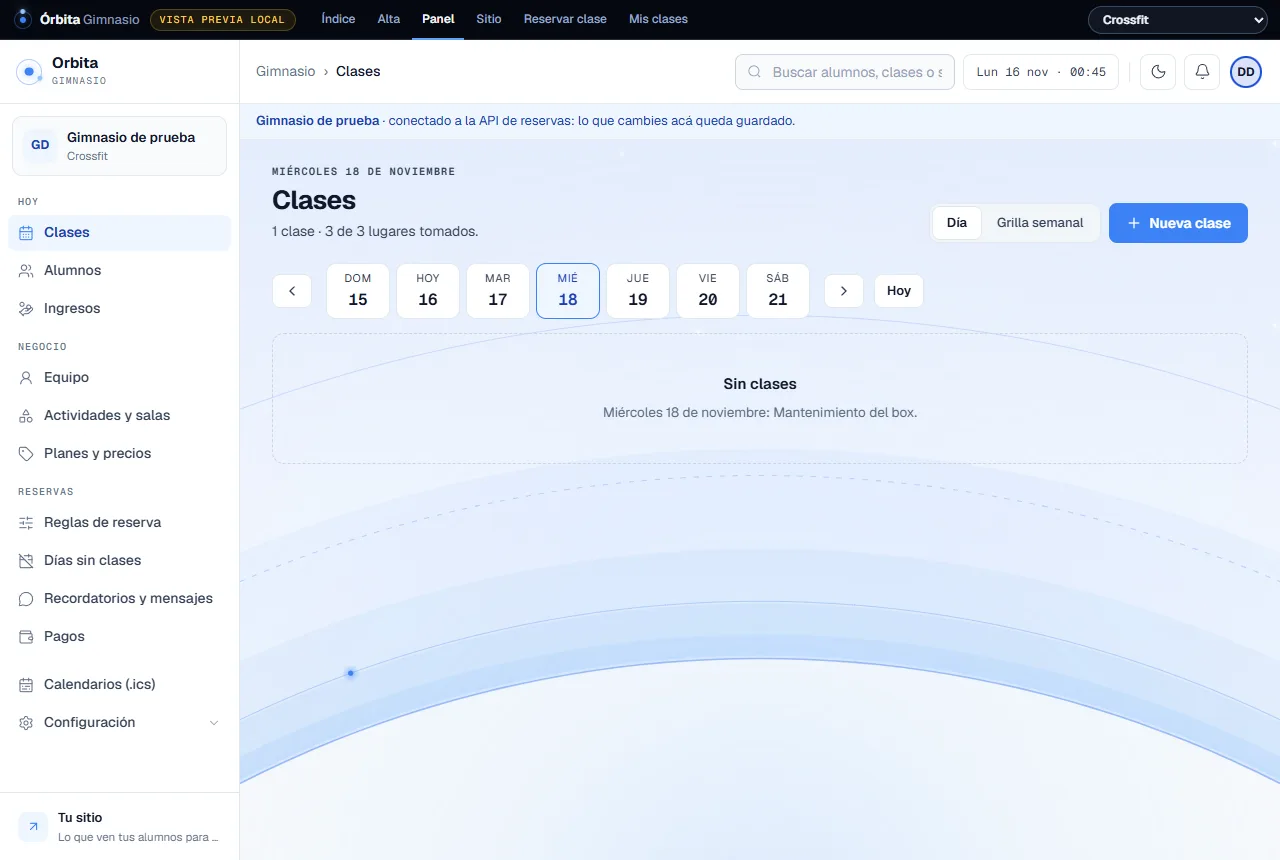 Órbita Gimnasio
VISTA PREVIA LOCAL
Índice
Alta
Panel
Sitio
Reservar clase
Mis clases
Crossfit
Orbita
GIMNASIO
Gimnasio › Clases
Buscar alumnos, clases o s
Lun 16 nov · 00:45
DD
Gimnasio de prueba · conectado a la API de reservas: lo que cambies acá queda guardado.
GD
Gimnasio de prueba
Crossfit
HOY
Clases
Alumnos
Ingresos
NEGOCIO
Equipo
Actividades y salas
Planes y precios
RESERVAS
Reglas de reserva
Días sin clases
Recordatorios y mensajes
Pagos
Calendarios (.ics)
Configuración
Tu sitio
Lo que ven tus alumnos para …
MIÉRCOLES 18 DE NOVIEMBRE
Clases
1 clase · 3 de 3 lugares tomados.
Día
Grilla semanal
+ Nueva clase
DOM
15
HOY
16
MAR
17
MIÉ
18
JUE
19
VIE
20
SÁB
21
Hoy
Sin clases
Miércoles 18 de noviembre: Mantenimiento del box.